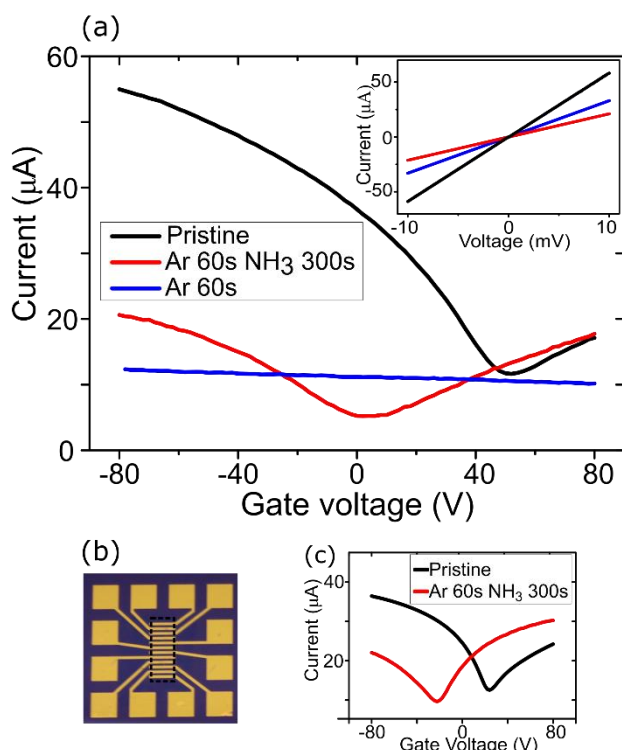 (a)
60
40
20
0
-80
-40
0
40
80
Current (μA)
Gate voltage (V)
Pristine
Ar 60s NH3 300s
Ar 60s
50
0
-50
-10
0
10
Current (μA)
Voltage (mV)
(b)
(c)
Pristine
Ar 60s NH3 300s
40
20
-80
0
80
Current (μA)
Gate Voltage (V)